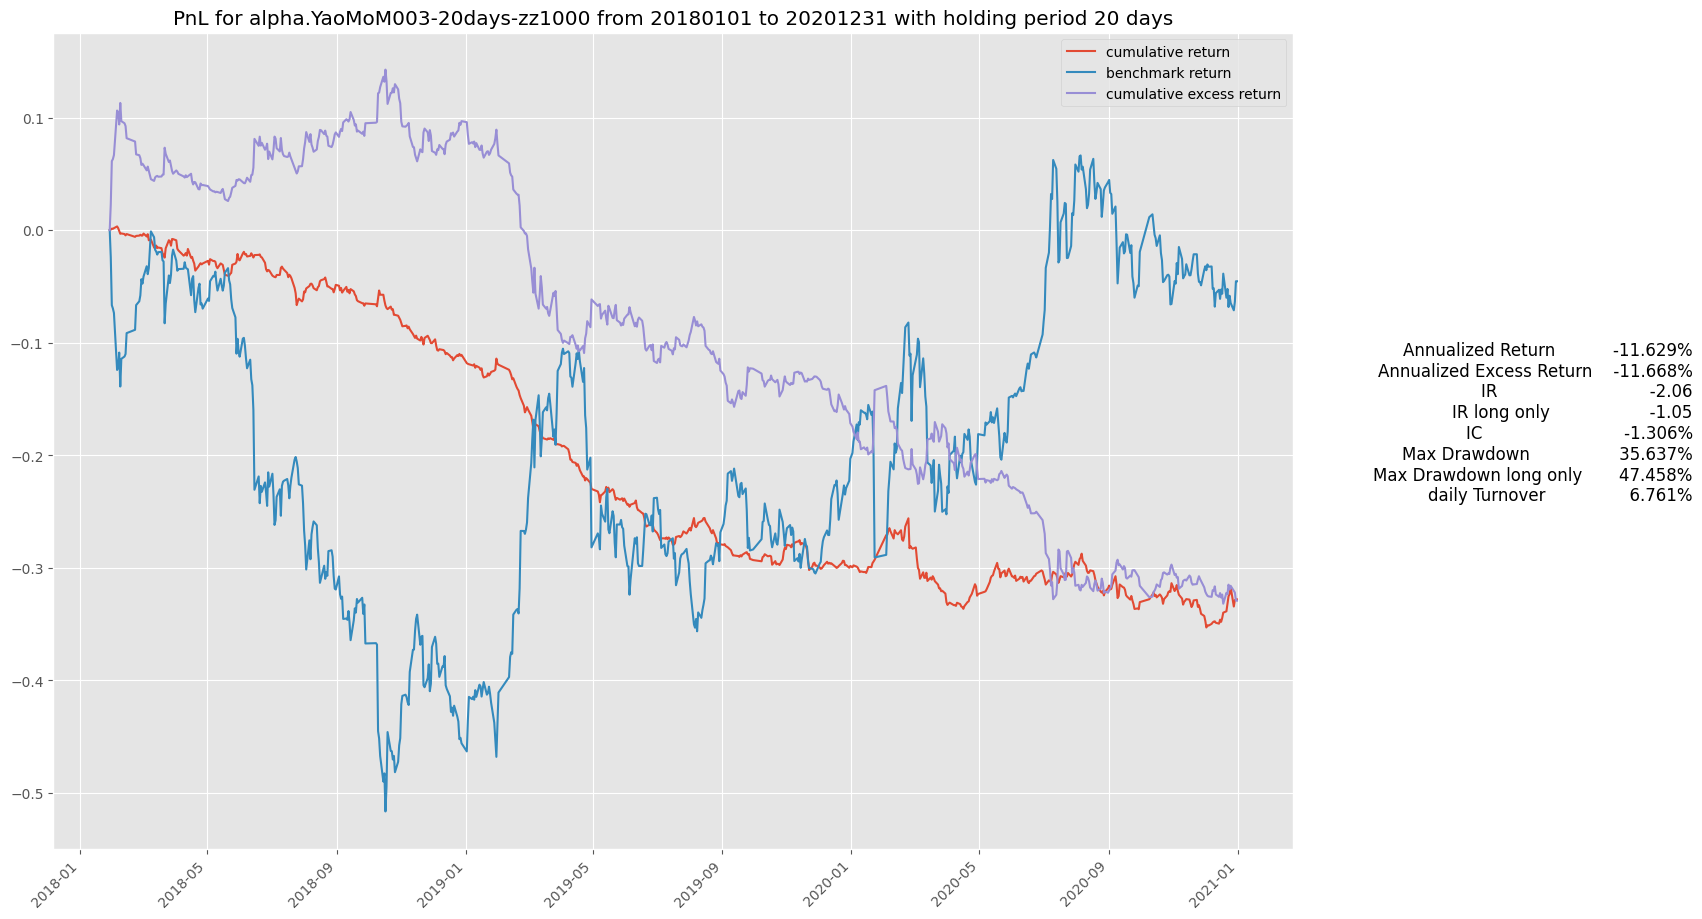 PnL for alpha.YaoMoM003-20days-zz1000 from 20180101 to 20201231 with holding period 20 days
cumulative return
benchmark return
cumulative excess return
0.1
0.0
−0.1
−0.2
−0.3
−0.4
−0.5
2018-01
2018-05
2018-09
2019-01
2019-05
2019-09
2020-01
2020-05
2020-09
2021-01
Annualized Return -11.629%
Annualized Excess Return -11.668%
IR -2.06
IR long only -1.05
IC -1.306%
Max Drawdown 35.637%
Max Drawdown long only 47.458%
daily Turnover 6.761%